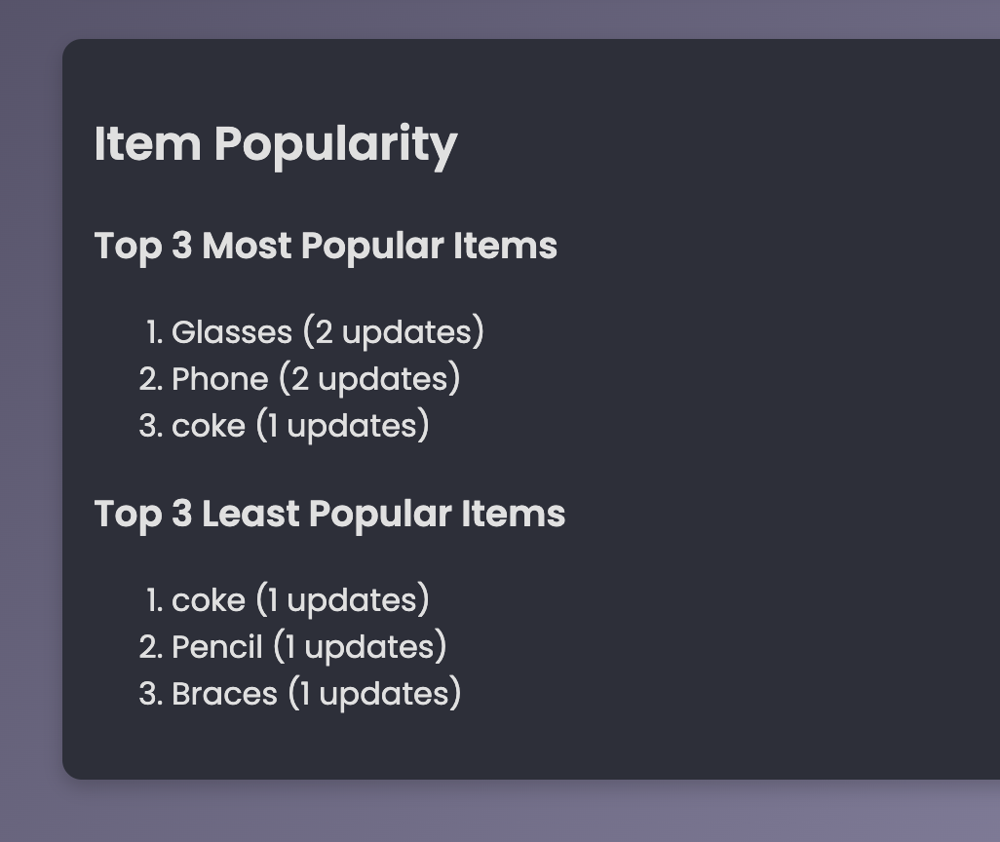 Item Popularity
Top 3 Most Popular Items
1. Glasses (2 updates)
2. Phone (2 updates)
3. coke (1 updates)
Top 3 Least Popular Items
1. coke (1 updates)
2. Pencil (1 updates)
3. Braces (1 updates)